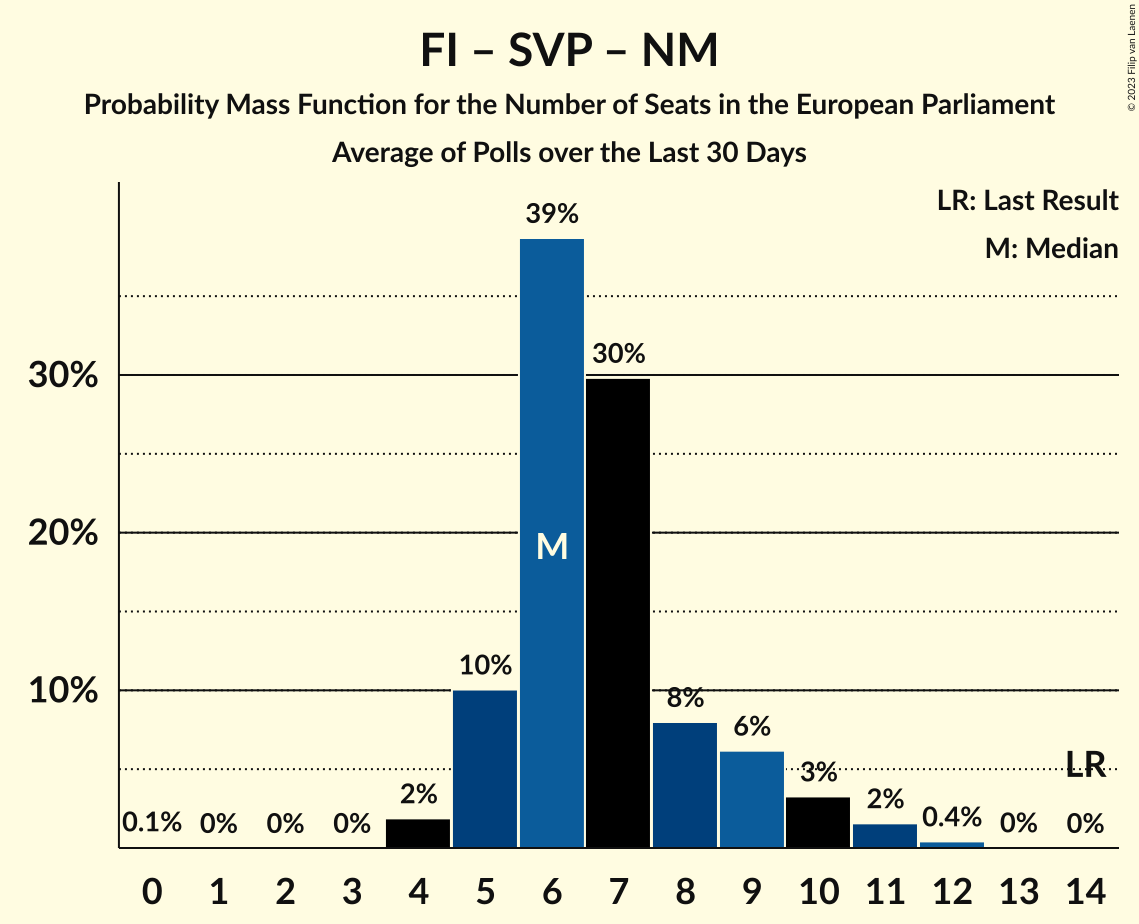 FI – SVP – NM
Probability Mass Function for the Number of Seats in the European Parliament
Average of Polls over the Last 30 Days
© 2023 Filip van Laenen
LR: Last Result
M: Median
39%
30%
30%
20%
M
10%
10%
8%
6%
LR
3%
2%
2%
0.1% 0% 0% 0% 0.4% 0% 0%
0 1 2 3 4 5 6 7 8 9 10 11 12 13 14